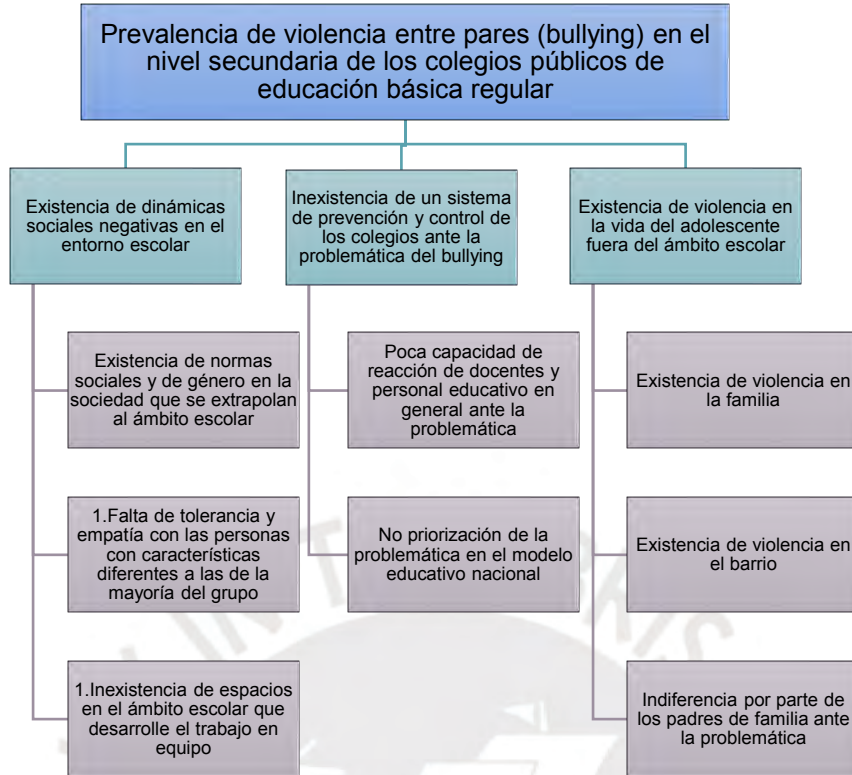 Prevalencia de violencia entre pares (bullying) en el
nivel secundaria de los colegios públicos de
educación básica regular
Existencia de dinámicas
sociales negativas en el
entorno escolar
Existencia de normas
sociales y de género en la
sociedad que se extrapolan
al ámbito escolar
1.Falta de tolerancia y
empatía con las personas
con características
diferentes a las de la
mayoría del grupo
1.Inexistencia de espacios
en el ámbito escolar que
desarrolle el trabajo en
equipo
Inexistencia de un sistema
de prevención y control de
los colegios ante la
problemática del bullying
Poca capacidad de
reacción de docentes y
personal educativo en
general ante la
problemática
No priorización de la
problemática en el modelo
educativo nacional
Existencia de violencia en
la vida del adolescente
fuera del ámbito escolar
Existencia de violencia en
la familia
Existencia de violencia en
el barrio
Indiferencia por parte de
los padres de familia ante
la problemática